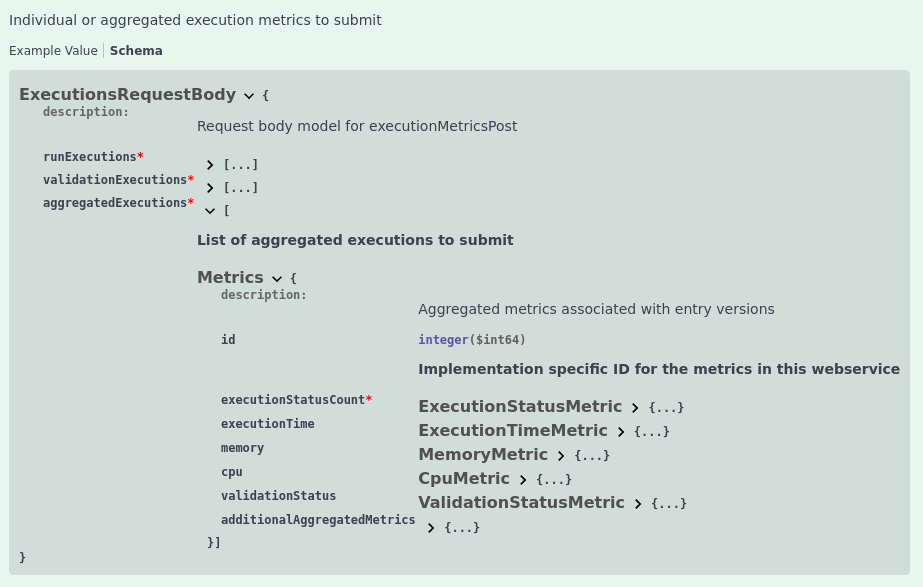 Individual or aggregated execution metrics to submit
Example Value Schema
ExecutionsRequestBody {
description:
Request body model for executionMetricsPost
runExecutions* [...]
validationExecutions* [...]
aggregatedExecutions* [
List of aggregated executions to submit
Metrics {
description:
Aggregated metrics associated with entry versions
id integer($int64)
Implementation specific ID for the metrics in this webservice
executionStatusCount* ExecutionStatusMetric {...}
executionTime ExecutionTimeMetric {...}
memory MemoryMetric {...}
cpu CpuMetric {...}
validationStatus ValidationStatusMetric {...}
additionalAggregatedMetrics {...}
}]
}